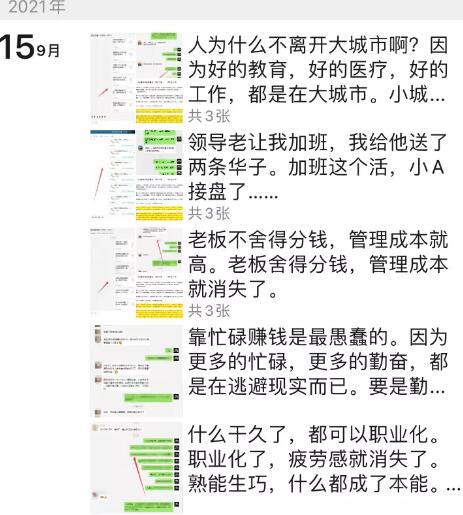 2021年
15 9月
人为什么不离开大城市啊？因
为好的教育，好的医疗，好的
工作，都是在大城市。小城...
共3张
领导老让我加班，我给他送了
两条华子。加班这个活，小A
接盘了......
共3张
老板不舍得分钱，管理成本就
高。老板舍得分钱，管理成本
就消失了。
共3张
靠忙碌赚钱是最愚蠢的。因为
更多的忙碌，更多的勤奋，都
是在逃避现实而已。要是勤...
什么干久了，都可以职业化。
职业化了，疲劳感就消失了。
熟能生巧，什么都成了本能。...